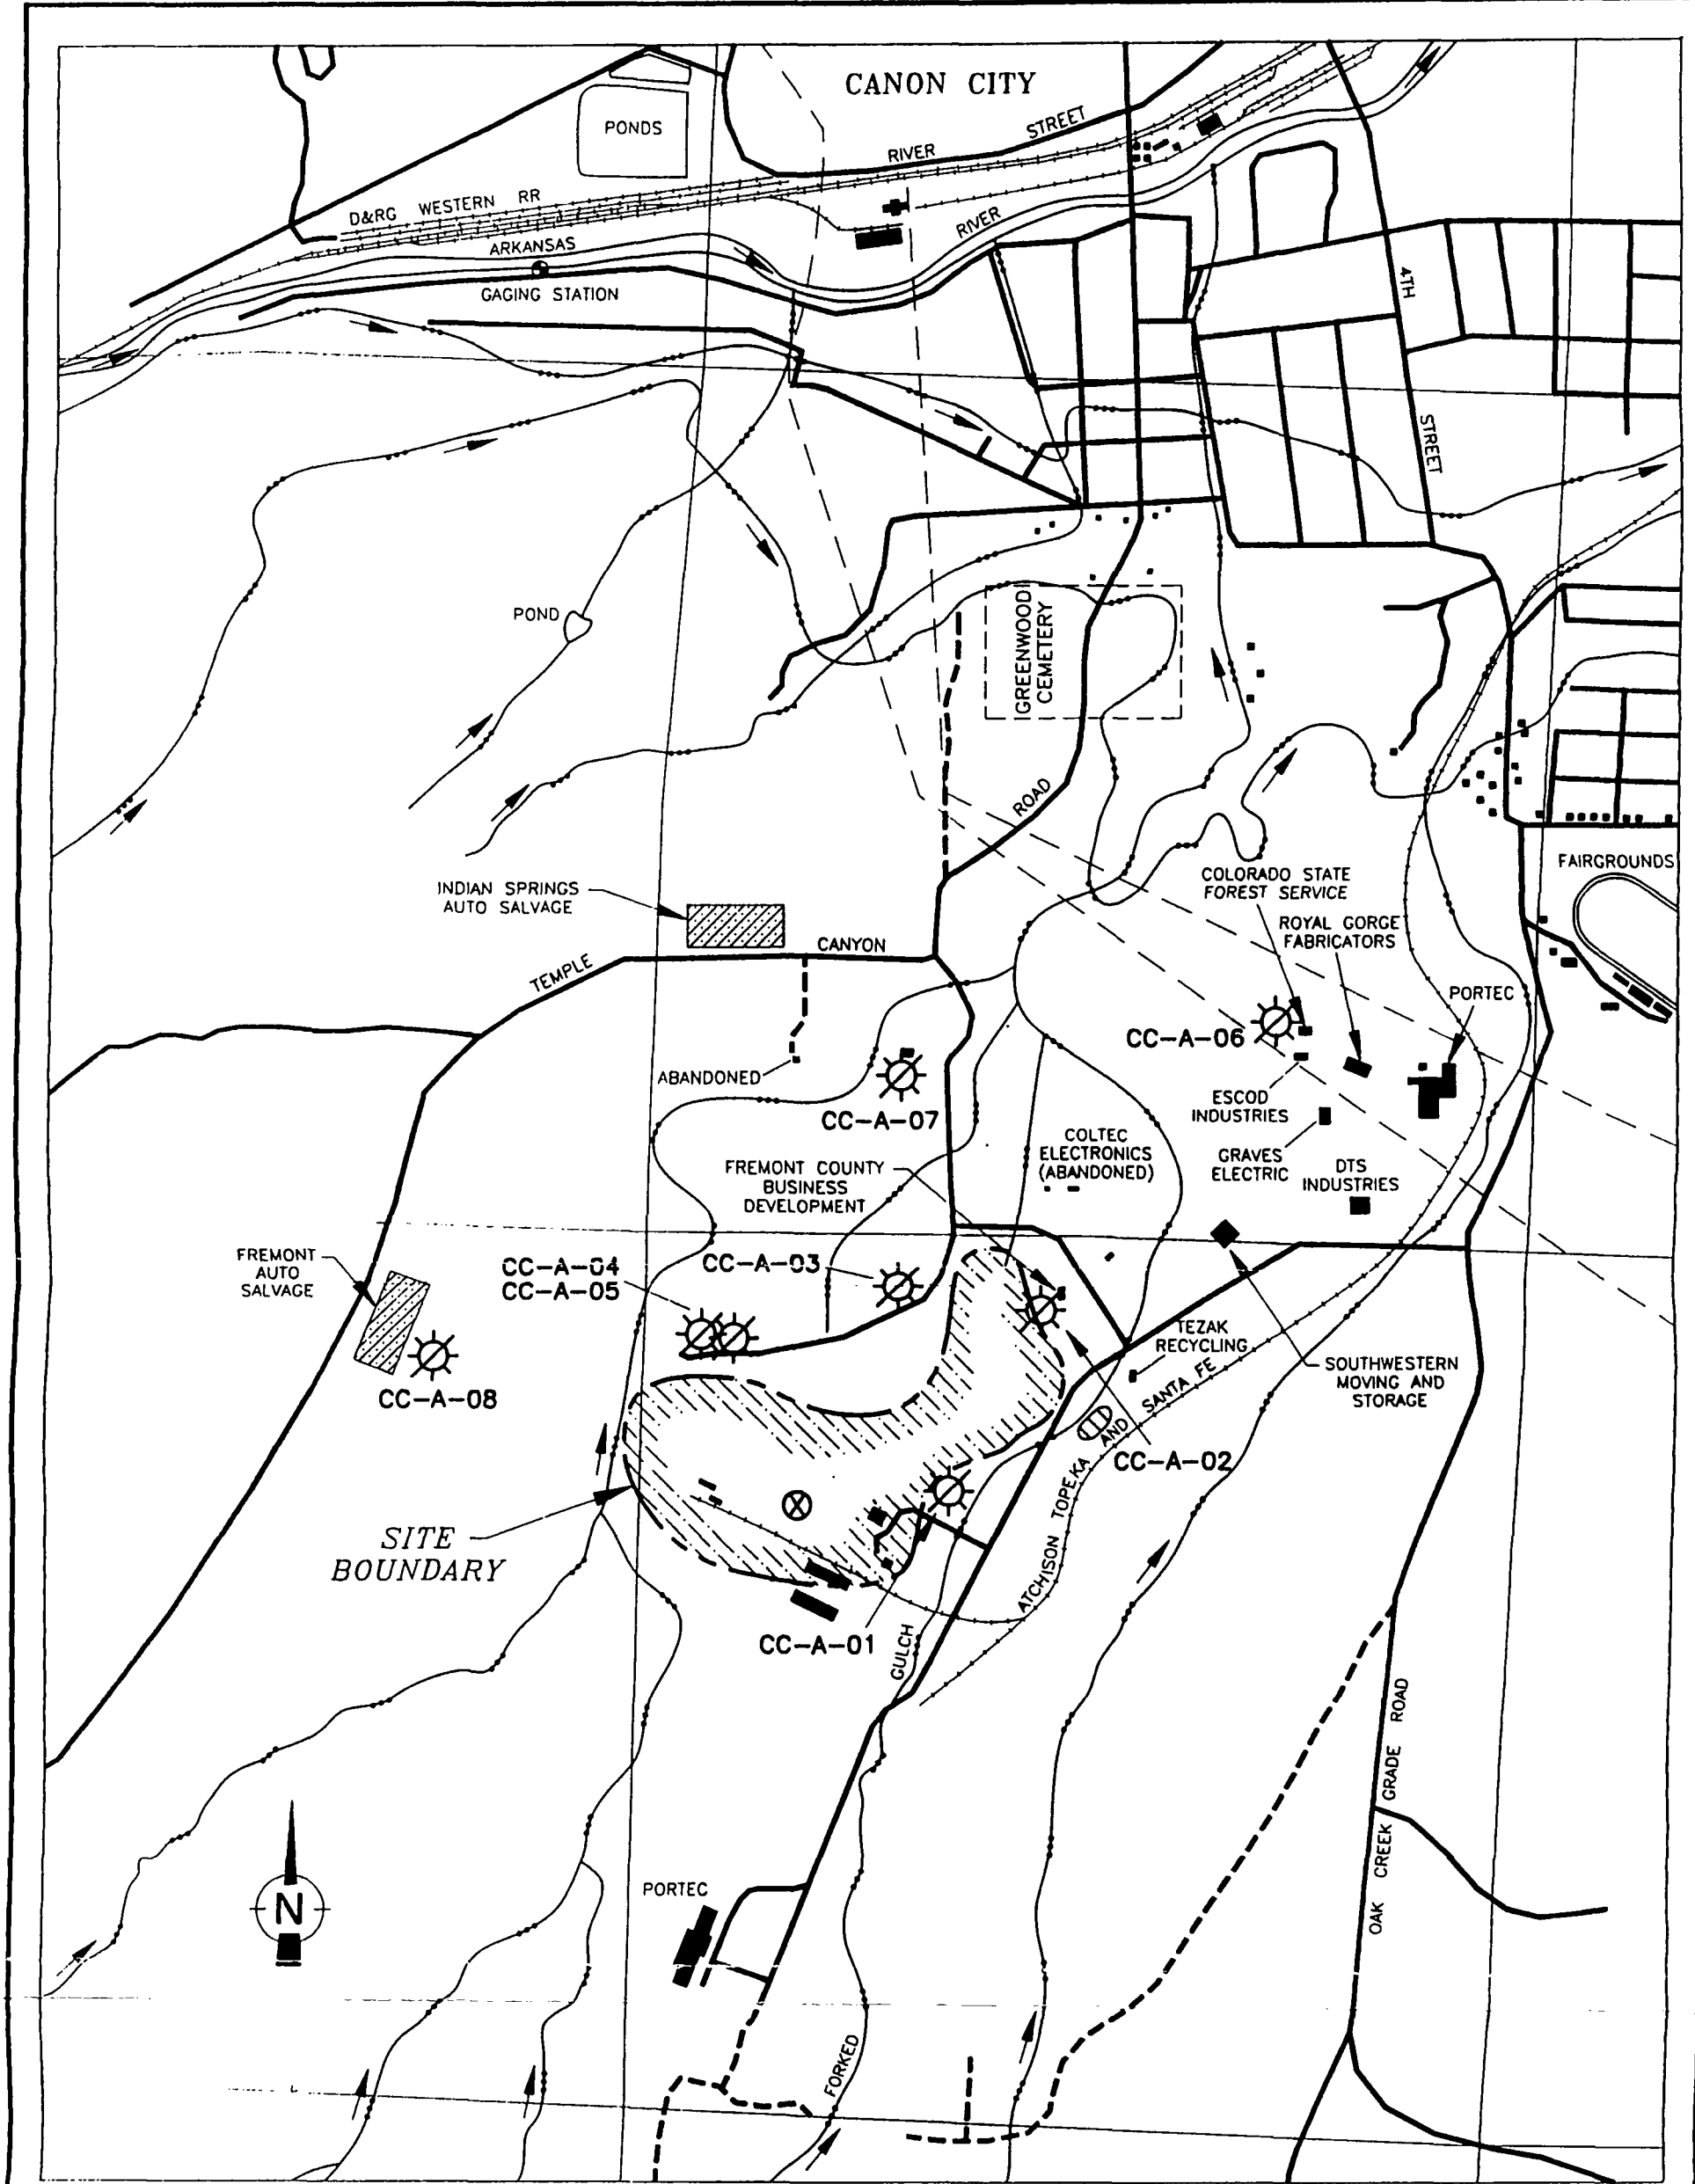 CANON CITY
PONDS
RIVER STREET
D&RG WESTERN RR
ARKANSAS RIVER
GAGING STATION
4TH STREET
POND
GREENWOOD
CEMETERY
ROAD
COLORADO STATE
FOREST SERVICE
FAIRGROUNDS
INDIAN SPRINGS
AUTO SALVAGE
ROYAL GORGE
FABRICATORS
TEMPLE CANYON
PORTEC
CC-A-06
ABANDONED
CC-A-07
ESCOD
INDUSTRIES
COLTEC
ELECTRONICS
(ABANDONED)
GRAVES
ELECTRIC
DTS
INDUSTRIES
FREMONT COUNTY
BUSINESS
DEVELOPMENT
FREMONT
AUTO
SALVAGE
CC-A-04
CC-A-05
CC-A-03
TEZAK
RECYCLING
SOUTHWESTERN
MOVING AND
STORAGE
CC-A-08
ATCHISON TOPEKA AND SANTA FE
CC-A-02
SITE
BOUNDARY
X
CC-A-01
GULCH
OAK CREEK GRADE ROAD
PORTEC
N
FORKED